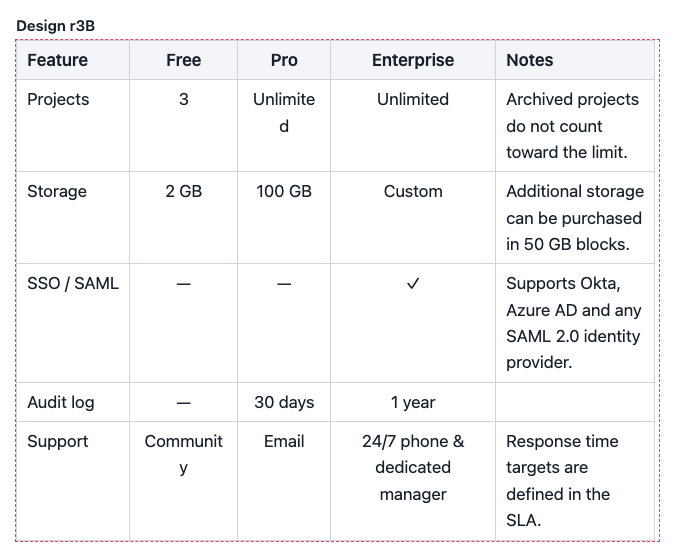 Design r3B
Feature Free Pro Enterprise Notes
Projects 3 Unlimite Unlimited Archived projects
d do not count
toward the limit.
Storage 2 GB 100 GB Custom Additional storage
can be purchased
in 50 GB blocks.
SSO / SAML — — ✓ Supports Okta,
Azure AD and any
SAML 2.0 identity
provider.
Audit log — 30 days 1 year
Support Communit Email 24/7 phone & Response time
y dedicated targets are
manager defined in the
SLA.